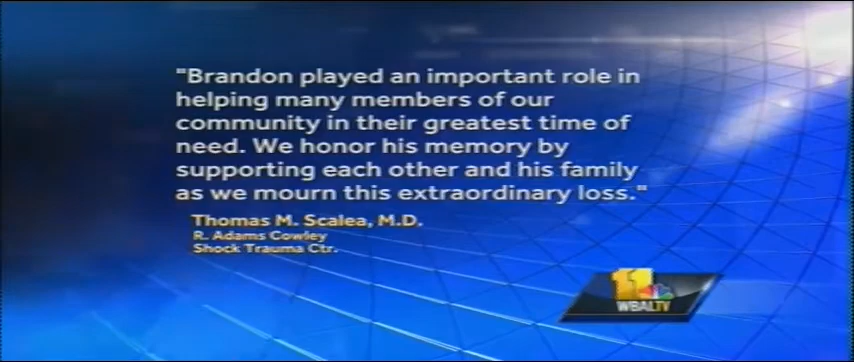 "Brandon played an important role in
helping many members of our
community in their greatest time of
need. We honor his memory by
supporting each other and his family
as we mourn this extraordinary loss."
Thomas M. Scalea, M.D.
R. Adams Cowley
Shock Trauma Ctr.
11
WBALTV